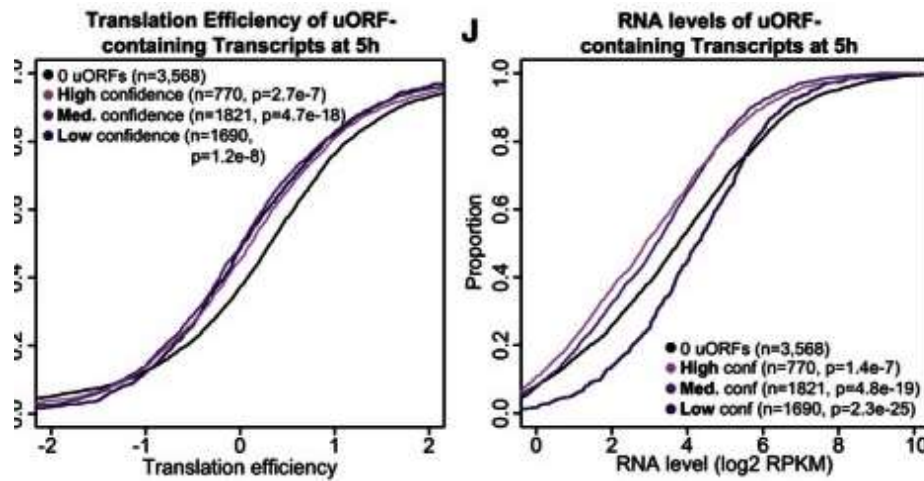 Translation Efficiency of uORF-
containing Transcripts at 5h
0 uORFs (n=3,568)
High confidence (n=770, p=2.7e-7)
Med. confidence (n=1821, p=4.7e-18)
Low confidence (n=1690,
p=1.2e-8)
-2 -1 0 1 2
Translation efficiency
J
RNA levels of uORF-
containing Transcripts at 5h
1.0
0.8
0.6
0.4
0.2
0.0
Proportion
0 uORFs (n=3,568)
High conf (n=770, p=1.4e-7)
Med. conf (n=1821, p=4.8e-19)
Low conf (n=1690, p=2.3e-25)
0 2 4 6 8 10
RNA level (log2 RPKM)